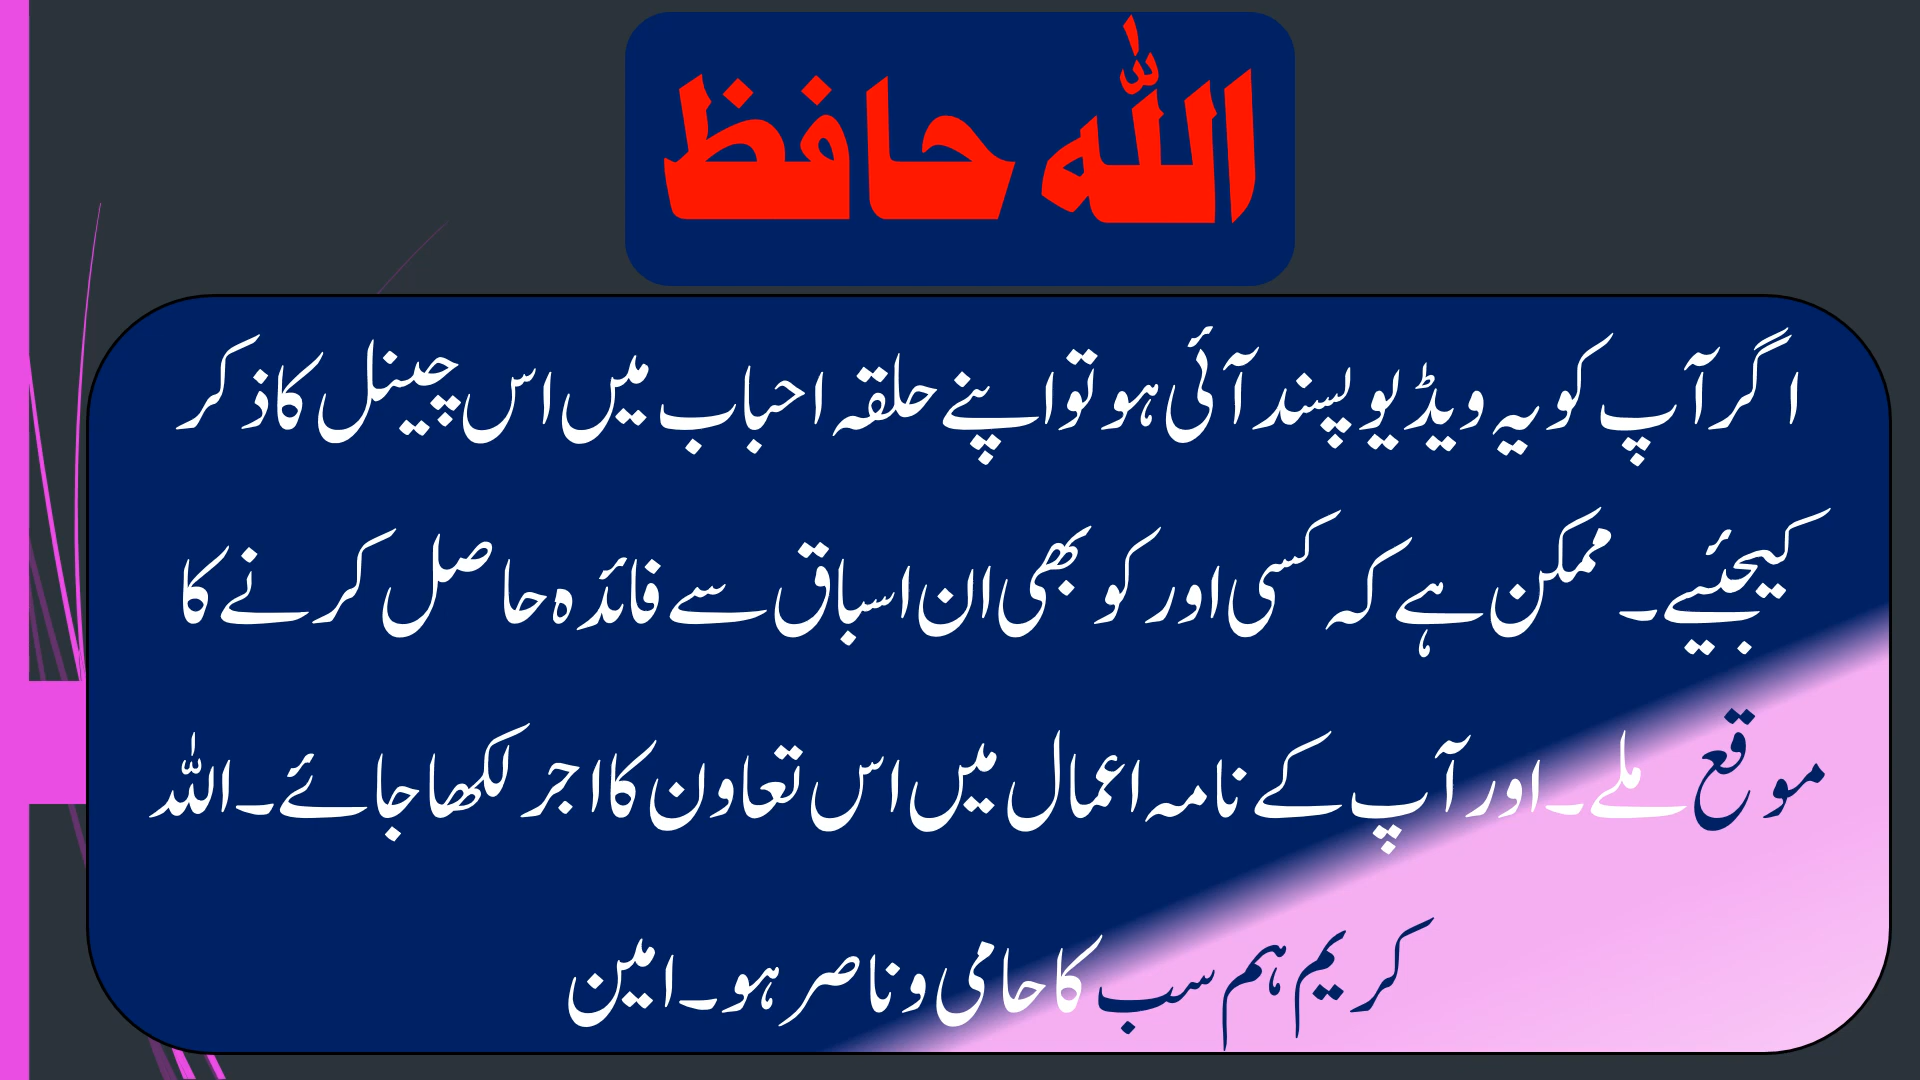 اللہ حافظ
اگر آپ کو یہ ویڈیو پسند آئی ہو تو اپنے حلقہ احباب میں اس چینل کا ذکر
کیجئیے۔ ممکن ہے کہ کسی اور کو بھی ان اسباق سے فائدہ حاصل کرنے کا
موقع ملے۔ اور آپ کے نامہ اعمال میں اس تعاون کا اجر لکھا جائے۔ اللہ
کریم ہم سب کا حامی و ناصر ہو۔ امین